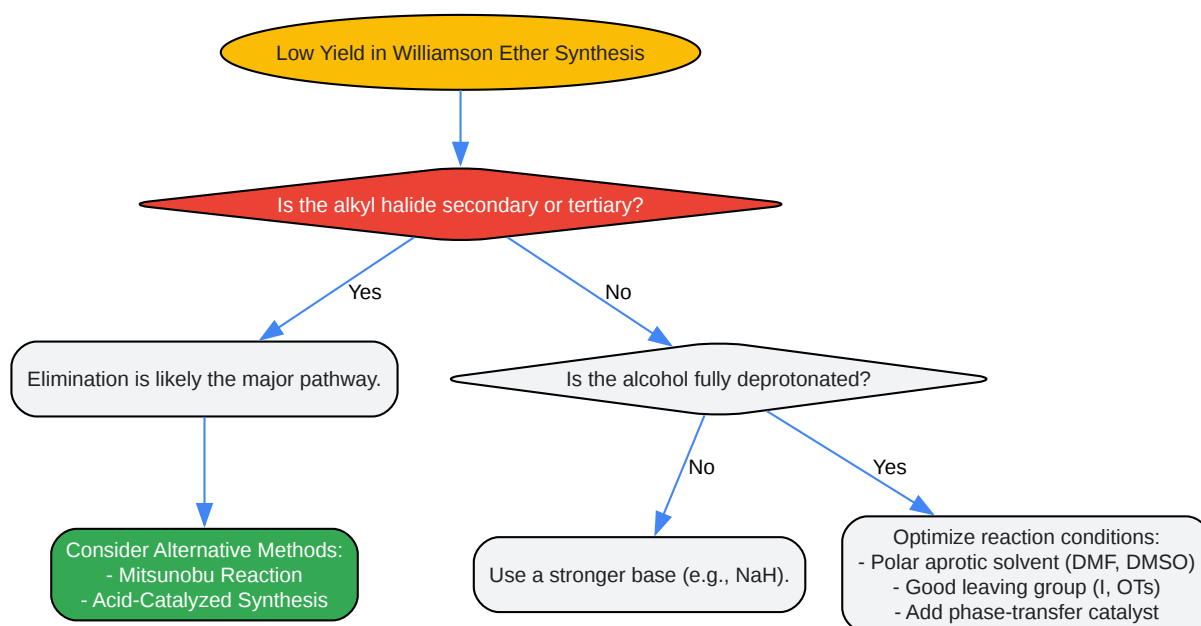 Low Yield in Williamson Ether Synthesis
Is the alkyl halide secondary or tertiary?
Yes
No
Elimination is likely the major pathway.
Is the alcohol fully deprotonated?
No
Yes
Consider Alternative Methods:
- Mitsunobu Reaction
- Acid-Catalyzed Synthesis
Use a stronger base (e.g., NaH).
Optimize reaction conditions:
- Polar aprotic solvent (DMF, DMSO)
- Good leaving group (I, OTs)
- Add phase-transfer catalyst